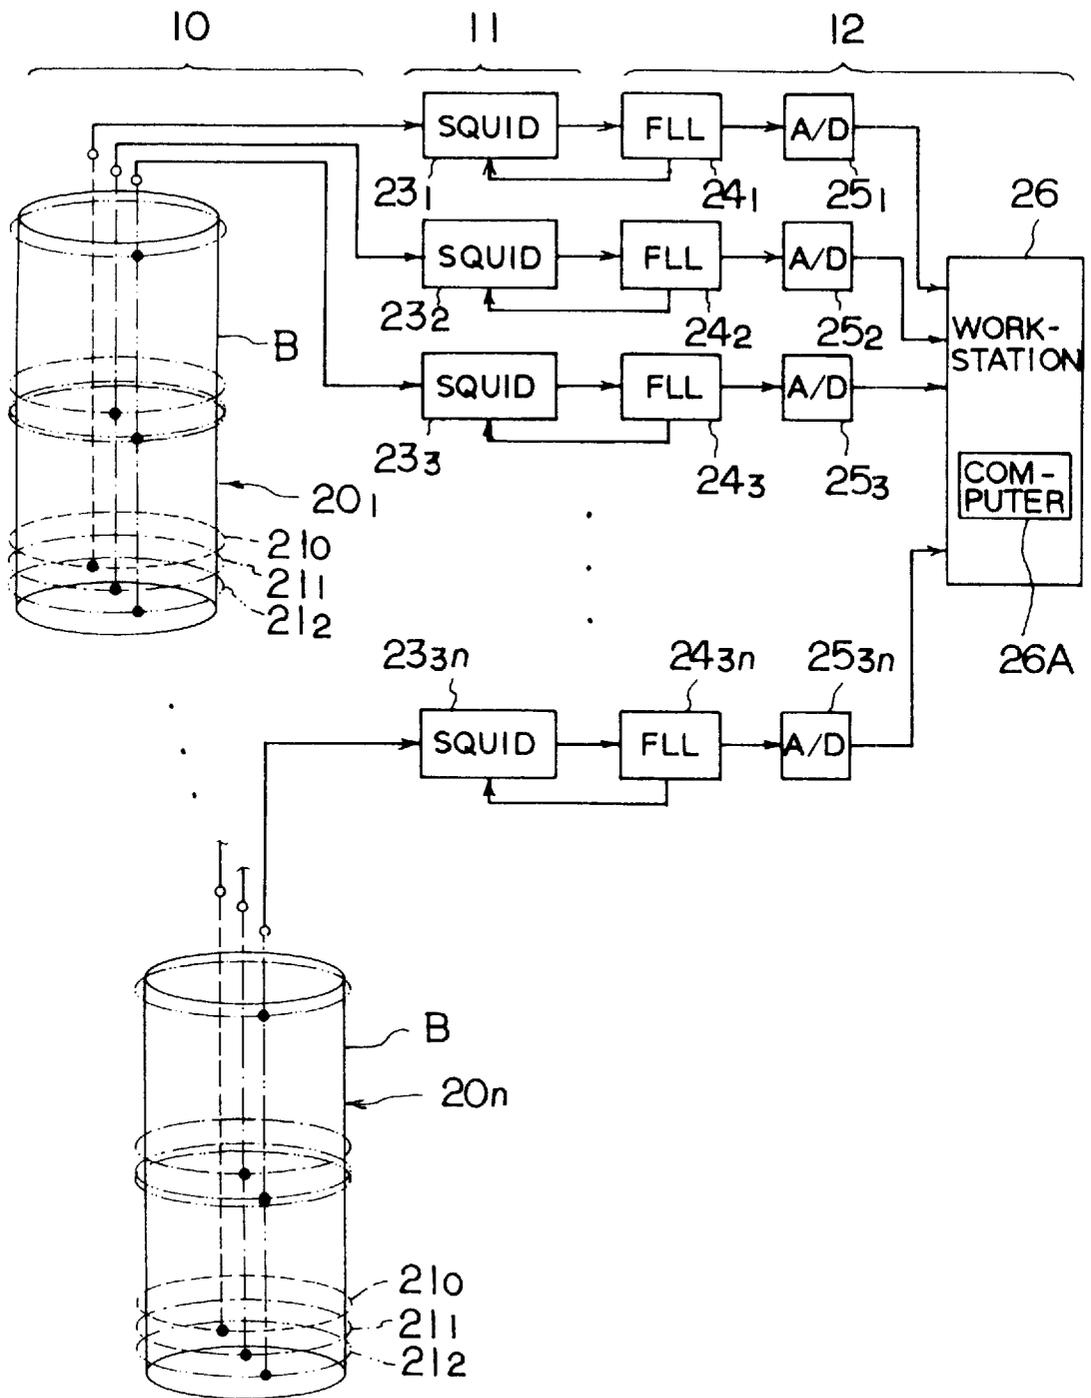 10 11 12
SQUID FLL A/D
23₁ 24₁ 25₁ 26
SQUID FLL A/D
23₂ 24₂ 25₂
B
WORK-
STATION
SQUID FLL A/D
23₃ 24₃ 25₃
COM-
PUTER
20₁
21₀
21₁
21₂
23₃ₙ 24₃ₙ 25₃ₙ 26A
SQUID FLL A/D
B
20n
21₀
21₁
21₂